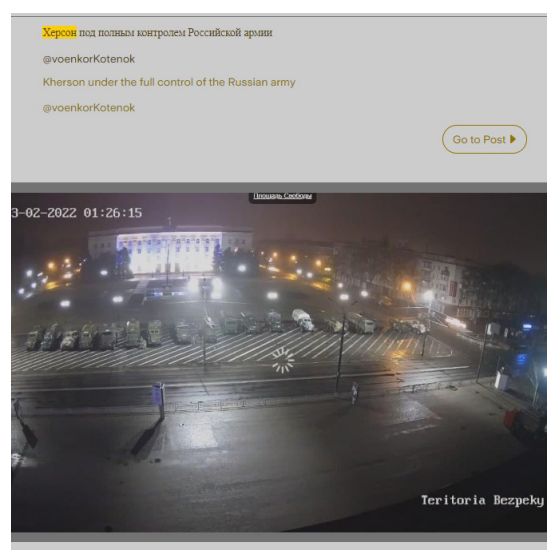 Херсон под полным контролем Российской армии
@voenkorKotenok
Kherson under the full control of the Russian army
@voenkorKotenok
Go to Post
Площадь Свободы
3-02-2022 01:26:15
Teritoria Bezpeky